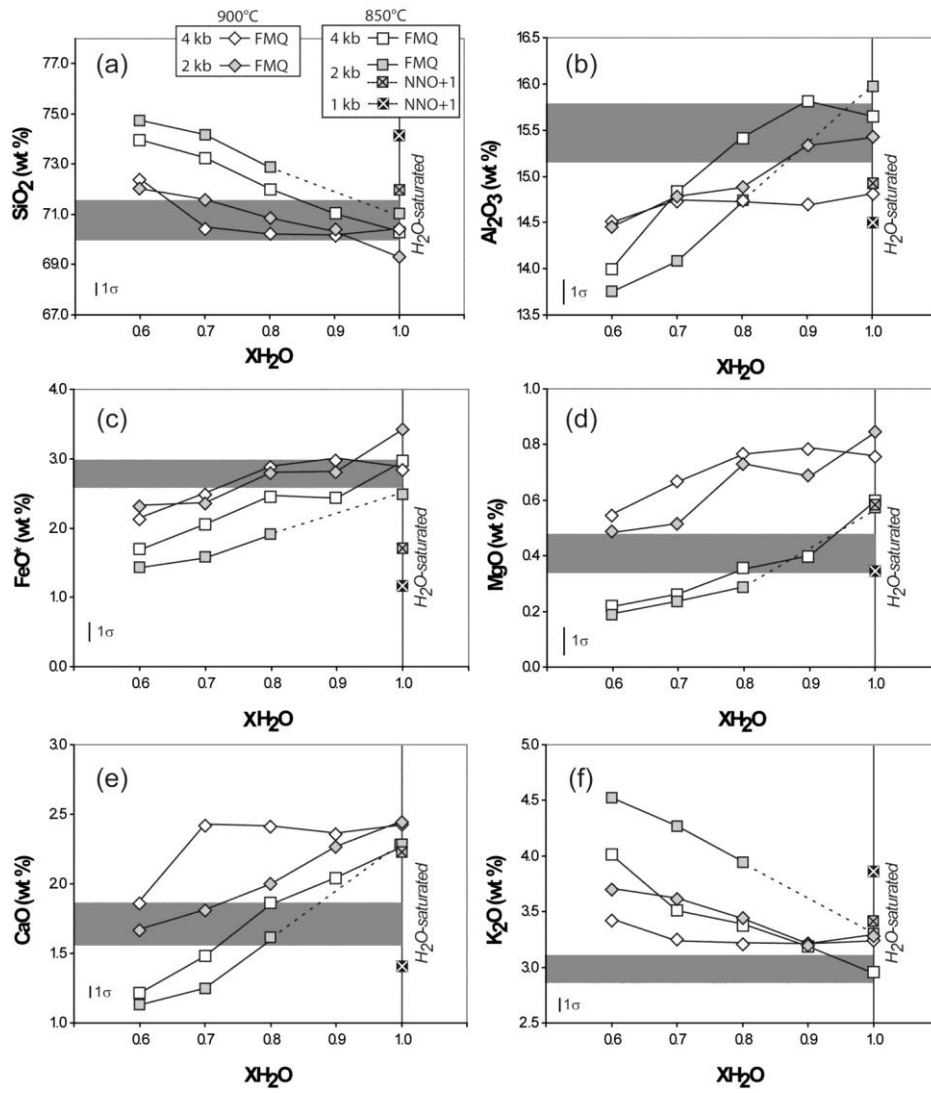 900°C 850°C
4 kb FMQ 4 kb FMQ
2 kb FMQ 2 kb FMQ
NNO+1
1 kb NNO+1
(a)
SiO2 (wt %)
79.0
77.0
75.0
73.0
71.0
69.0
67.0
1σ
H2O-saturated
0.6 0.7 0.8 0.9 1.0
XH2O
(b)
Al2O3 (wt %)
16.5
16.0
15.5
15.0
14.5
14.0
13.5
1σ
H2O-saturated
0.6 0.7 0.8 0.9 1.0
XH2O
(c)
FeO* (wt %)
4.0
3.0
2.0
1.0
0.0
1σ
H2O-saturated
0.6 0.7 0.8 0.9 1.0
XH2O
(d)
MgO (wt %)
1.0
0.8
0.6
0.4
0.2
0.0
1σ
H2O-saturated
0.6 0.7 0.8 0.9 1.0
XH2O
(e)
CaO (wt %)
3.0
2.5
2.0
1.5
1.0
1σ
H2O-saturated
0.6 0.7 0.8 0.9 1.0
XH2O
(f)
K2O (wt %)
5.0
4.5
4.0
3.5
3.0
2.5
1σ
H2O-saturated
0.6 0.7 0.8 0.9 1.0
XH2O